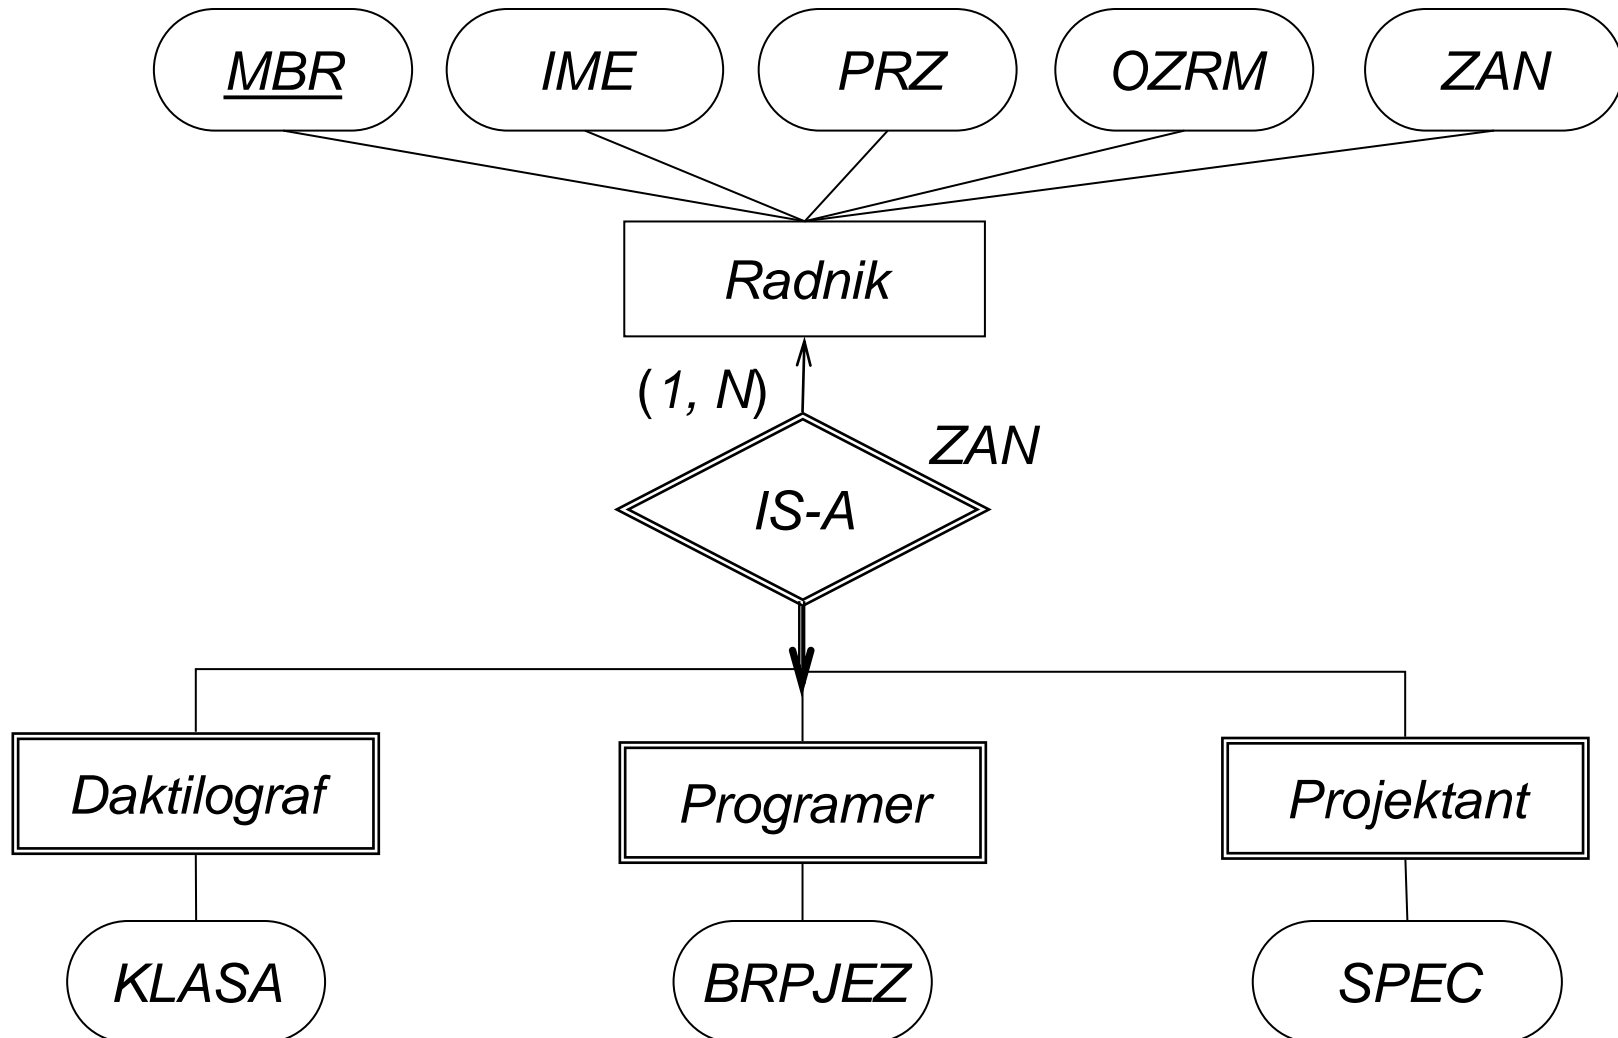 MBR IME PRZ OZRM ZAN
Radnik
(1, N)
ZAN
IS-A
Daktilograf Programer Projektant
KLASA BRPJEZ SPEC